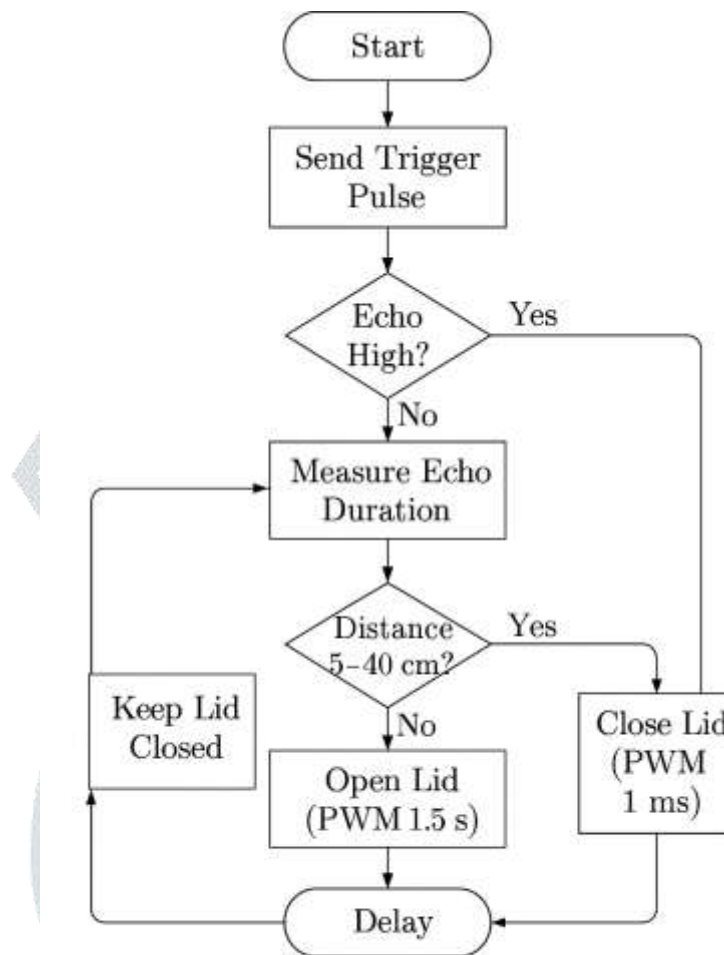 Start
Send Trigger
Pulse
Echo
High?
Yes
No
Measure Echo
Duration
Distance
5–40 cm?
Yes
No
Keep Lid
Closed
Open Lid
(PWM 1.5 s)
Close Lid
(PWM
1 ms)
Delay